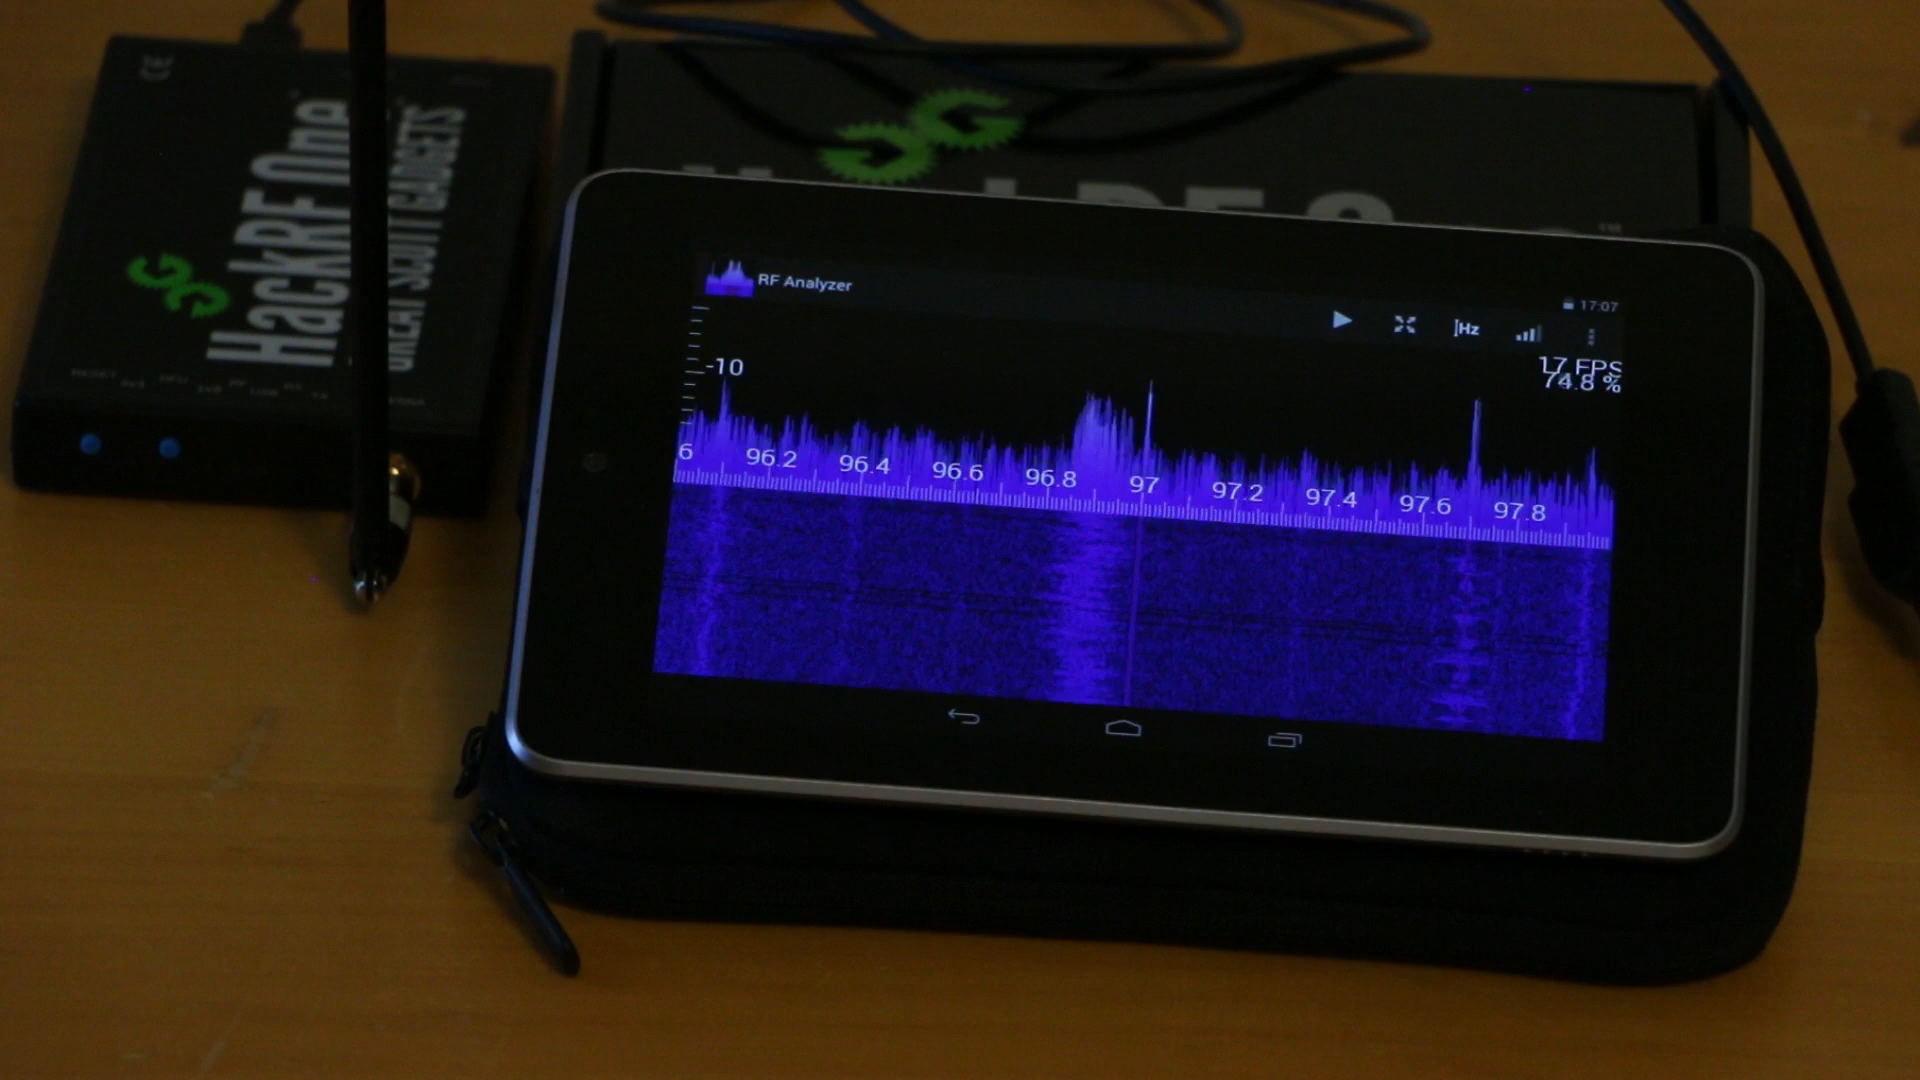 CE
HackRF One
GREAT SCOTT GADGETS
RF Analyzer
17:07
Hz
-10
17 FPS
74.8 %
6 96.2 96.4 96.6 96.8 97 97.2 97.4 97.6 97.8